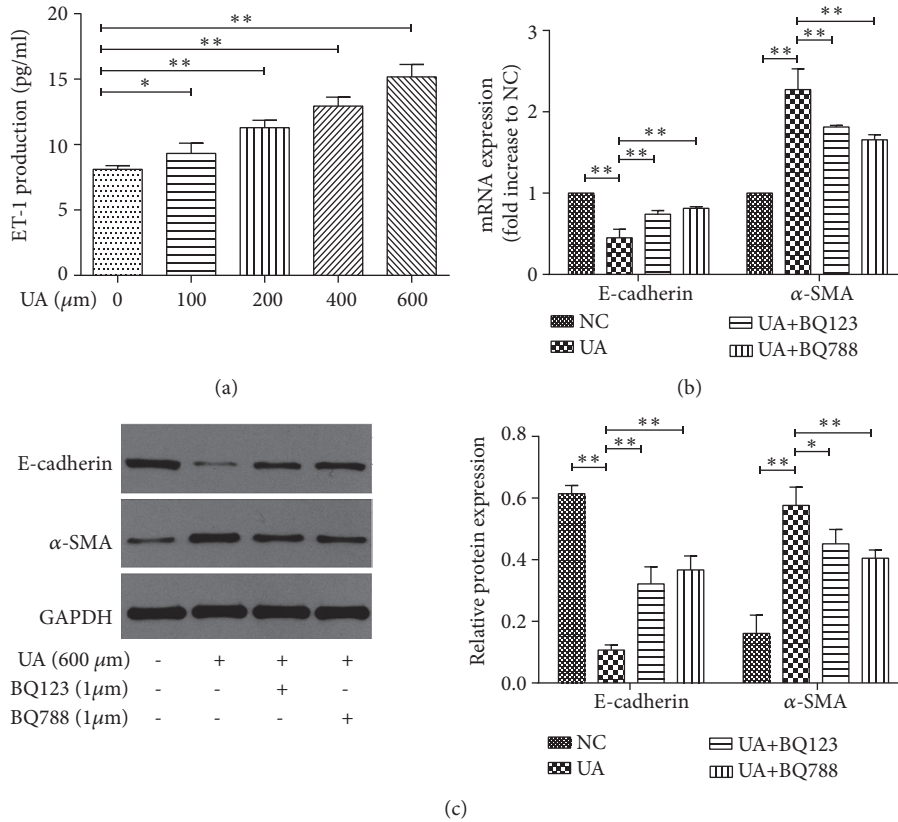 ET-1 production (pg/ml)
20
15
10
5
0
**
**
**
*
UA (μm) 0 100 200 400 600
(a)
mRNA expression
(fold increase to NC)
3
2
1
0
** ** **
** ** **
E-cadherin α-SMA
NC UA+BQ123
UA UA+BQ788
(b)
E-cadherin
α-SMA
GAPDH
UA (600 μm) - + + +
BQ123 (1μm) - - + -
BQ788 (1μm) - - - +
Relative protein expression
0.8
0.6
0.4
0.2
0.0
** ** **
** * **
E-cadherin α-SMA
NC UA+BQ123
UA UA+BQ788
(c)